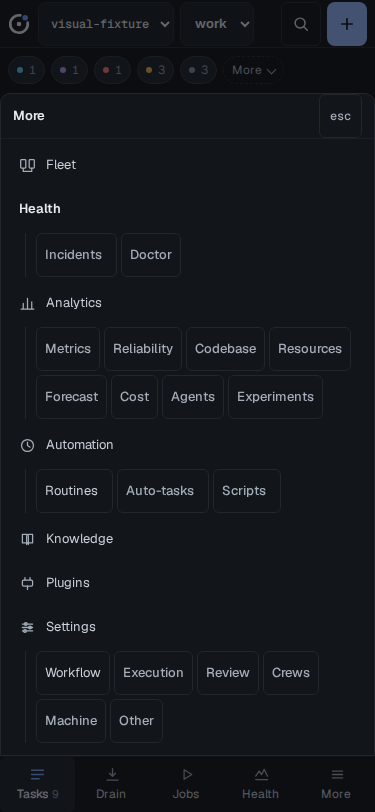 visual-fixture work
1 1 1 3 3 More
More esc
Fleet
Health
Incidents Doctor
Analytics
Metrics Reliability Codebase Resources
Forecast Cost Agents Experiments
Automation
Routines Auto-tasks Scripts
Knowledge
Plugins
Settings
Workflow Execution Review Crews
Machine Other
Tasks 9 Drain Jobs Health More